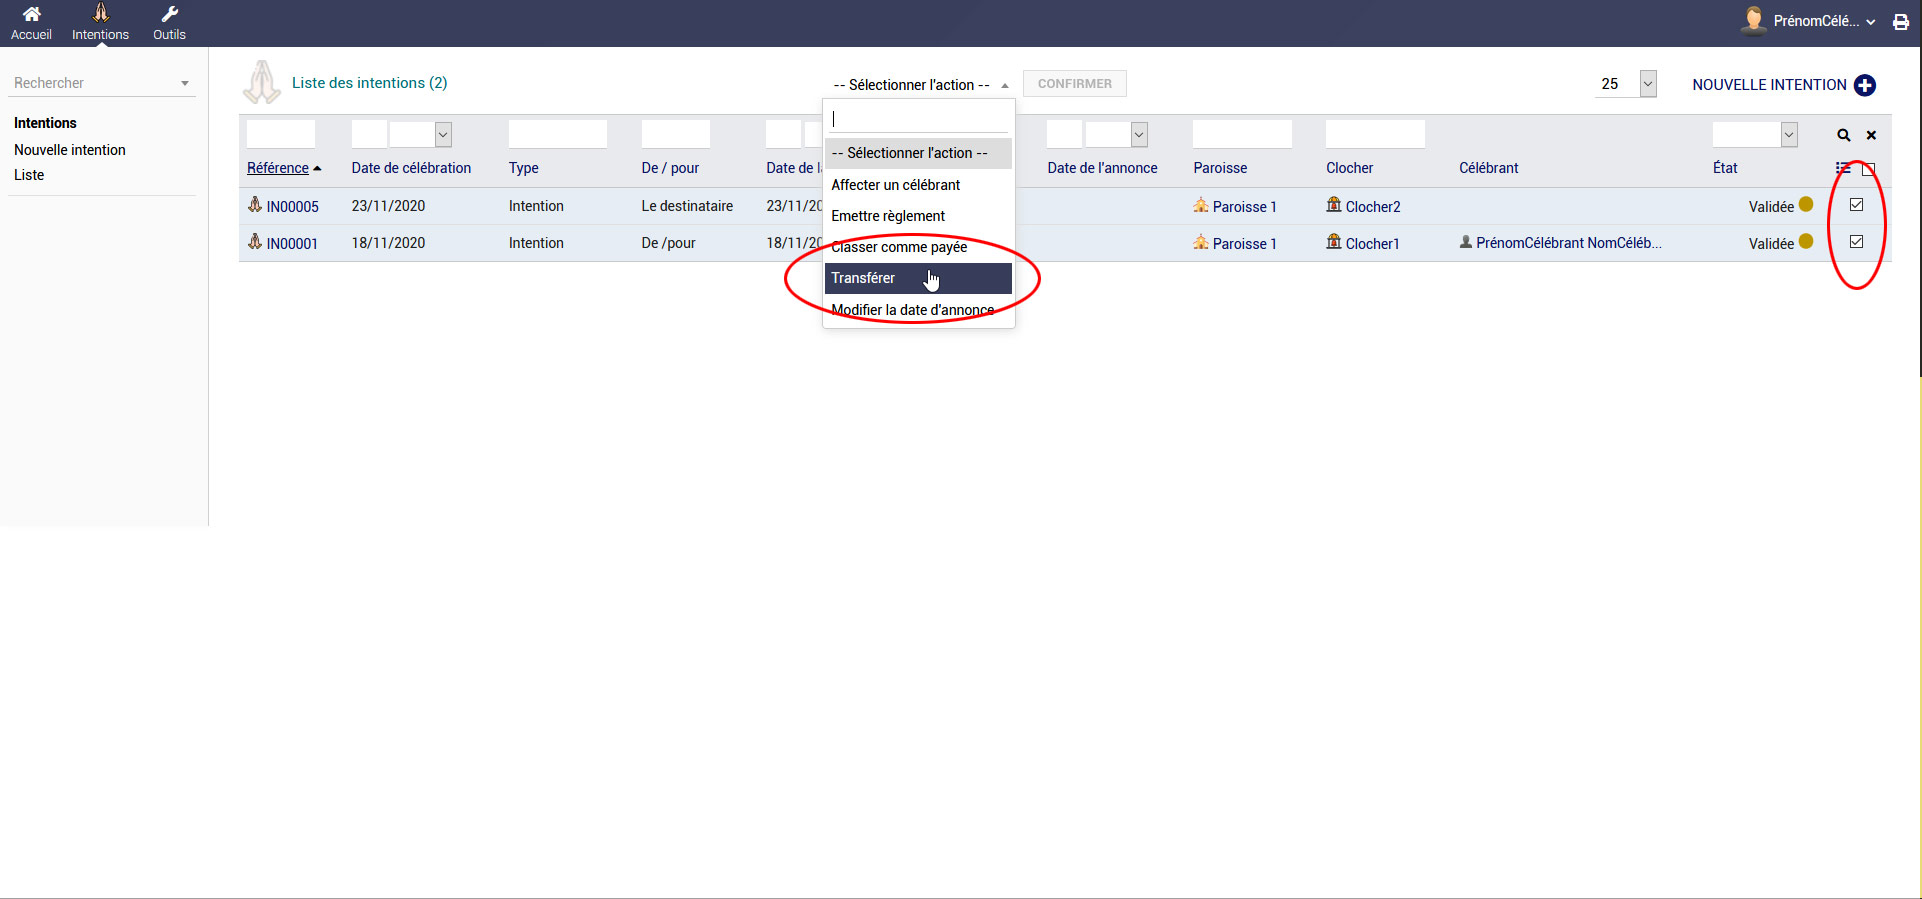 Accueil Intentions Outils PrénomCélé...
Rechercher
Liste des intentions (2) -- Sélectionner l'action -- CONFIRMER 25 NOUVELLE INTENTION
Intentions
Nouvelle intention
Liste
-- Sélectionner l'action --
Affecter un célébrant
Emettre règlement
Classer comme payée
Transférer
Modifier la date d'annonce
Référence Date de célébration Type De / pour Date de l Date de l'annonce Paroisse Clocher Célébrant État
IN00005 23/11/2020 Intention Le destinataire 23/11/20 Paroisse 1 Clocher2 Validée
IN00001 18/11/2020 Intention De /pour 18/11/20 Paroisse 1 Clocher1 PrénomCélébrant NomCéléb... Validée